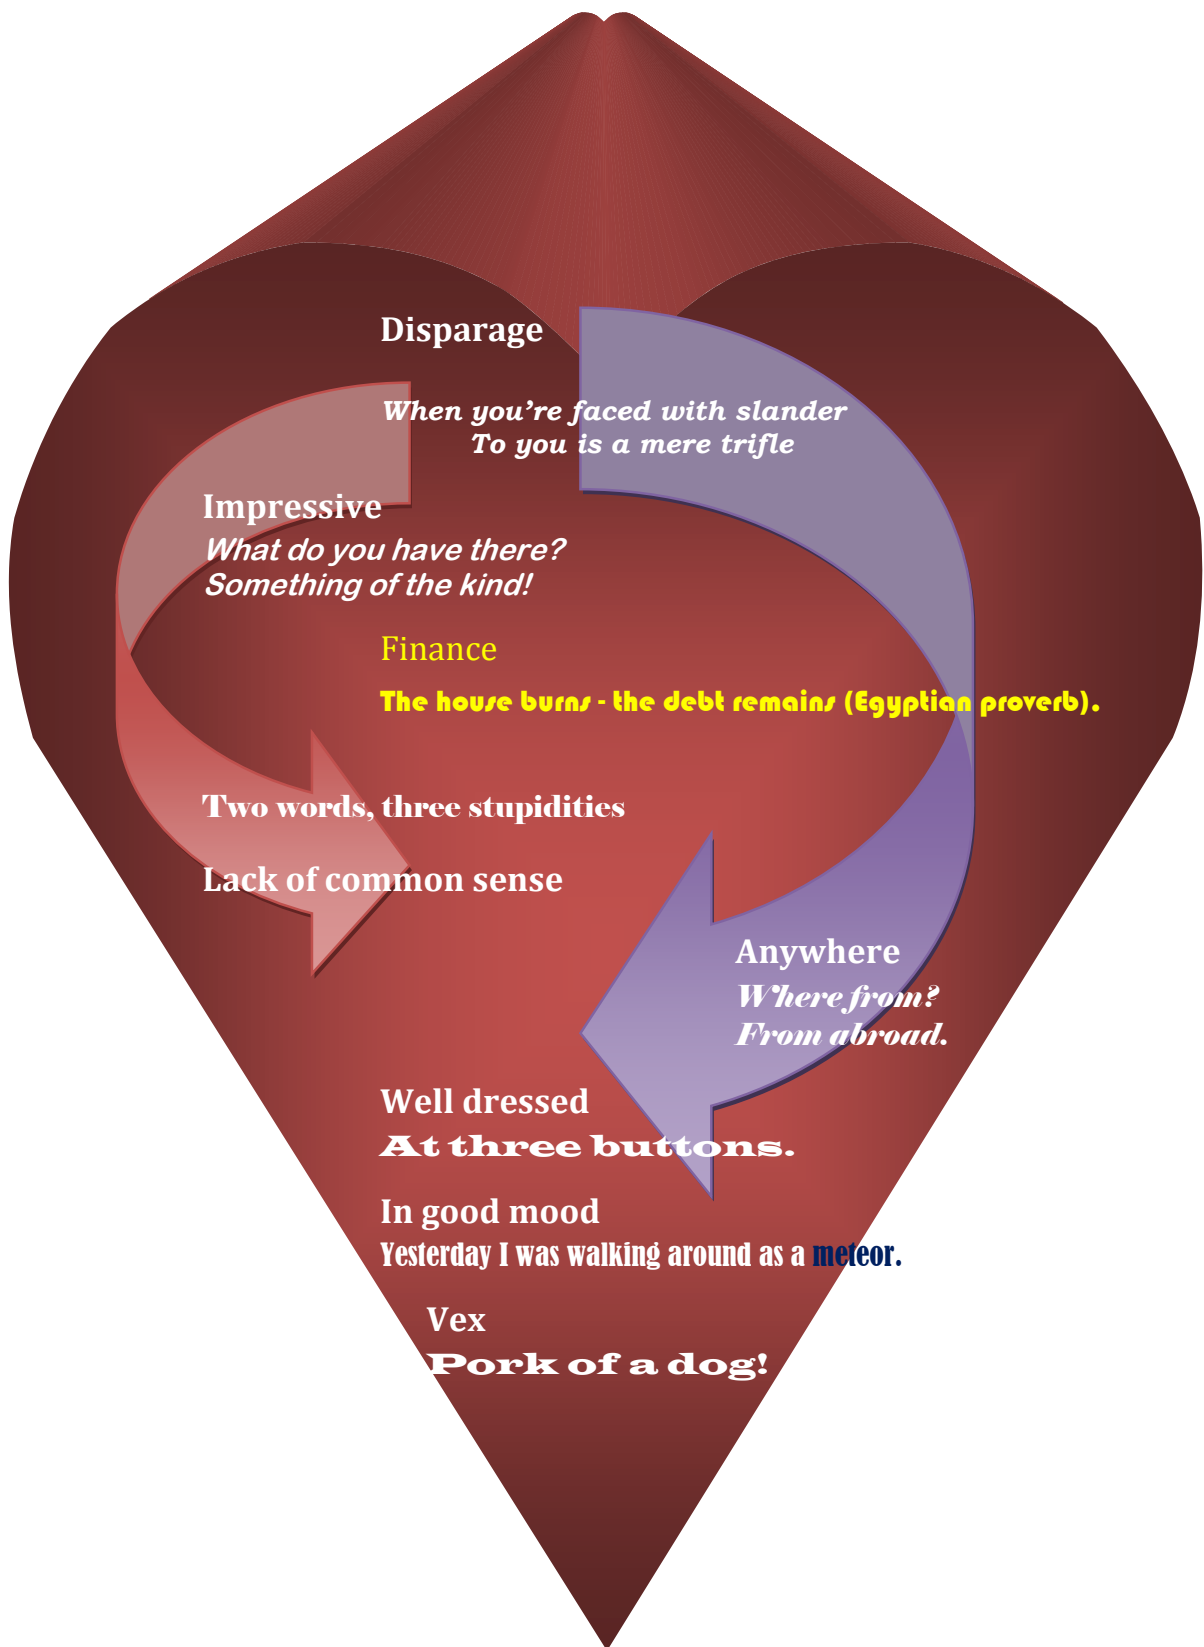 Disparage
When you're faced with slander
To you is a mere trifle
Impressive
What do you have there?
Something of the kind!
Finance
The house burns - the debt remains (Egyptian proverb).
Two words, three stupidities
Lack of common sense
Anywhere
Where from?
From abroad.
Well dressed
At three buttons.
In good mood
Yesterday I was walking around as a meteor.
Vex
Pork of a dog!